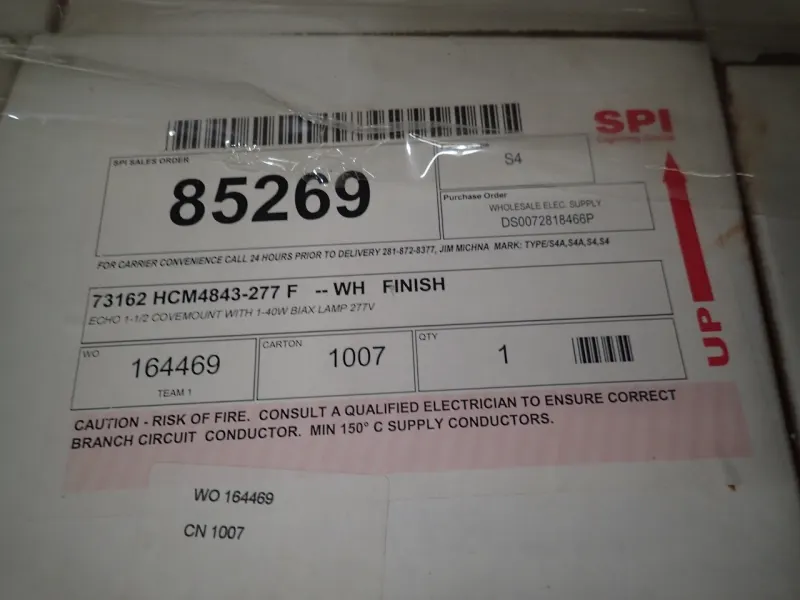 SPI
SPI SALES ORDER
85269
S4
Purchase Order
WHOLESALE ELEC. SUPPLY
DS0072818466P
FOR CARRIER CONVENIENCE CALL 24 HOURS PRIOR TO DELIVERY 281-872-8377, JIM MICHNA MARK: TYPE/S4A,S4A,S4,S4
73162 HCM4843-277 F -- WH FINISH
ECHO 1-1/2 COVEMOUNT WITH 1-40W BIAX LAMP 277V
UP
WO
164469
TEAM 1
CARTON
1007
QTY
1
CAUTION - RISK OF FIRE. CONSULT A QUALIFIED ELECTRICIAN TO ENSURE CORRECT
BRANCH CIRCUIT CONDUCTOR. MIN 150° C SUPPLY CONDUCTORS.
WO 164469
CN 1007